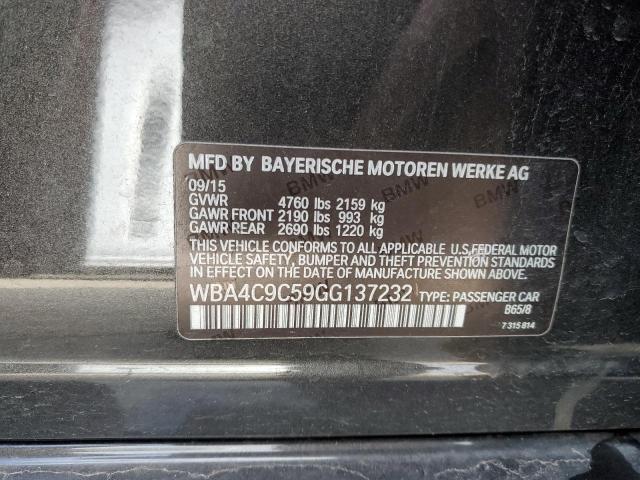 MFD BY BAYERISCHE MOTOREN WERKE AG
09/15
GVWR 4760 lbs 2159 kg
GAWR FRONT 2190 lbs 993 kg
GAWR REAR 2690 lbs 1220 kg
THIS VEHICLE CONFORMS TO ALL APPLICABLE U.S.FEDERAL MOTOR
VEHICLE SAFETY, BUMPER AND THEFT PREVENTION STANDARDS
IN EFFECT ON THE DATE OF MANUFACTURE SHOWN ABOVE.
WBA4C9C59GG137232 TYPE: PASSENGER CAR
B65/8
7 315 814